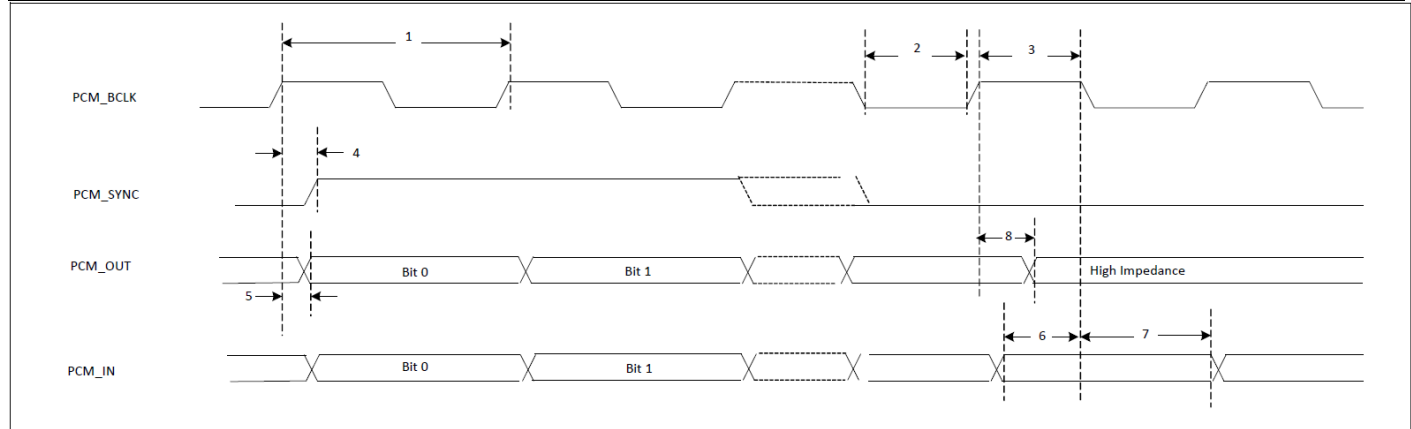 1
2
3
PCM_BCLK
4
PCM_SYNC
8
PCM_OUT
Bit 0
Bit 1
High Impedance
5
6
7
PCM_IN
Bit 0
Bit 1